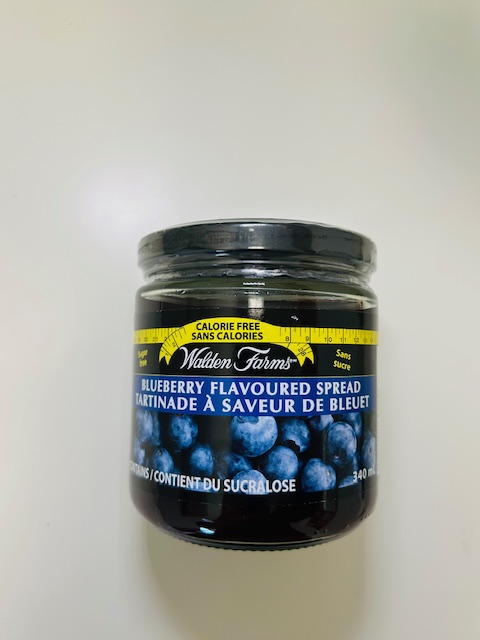 CALORIE FREE
SANS CALORIES
Sugar free
Walden Farms
Sans sucre
BLUEBERRY FLAVOURED SPREAD
TARTINADE À SAVEUR DE BLEUET
CONTAINS / CONTIENT DU SUCRALOSE
340 mL